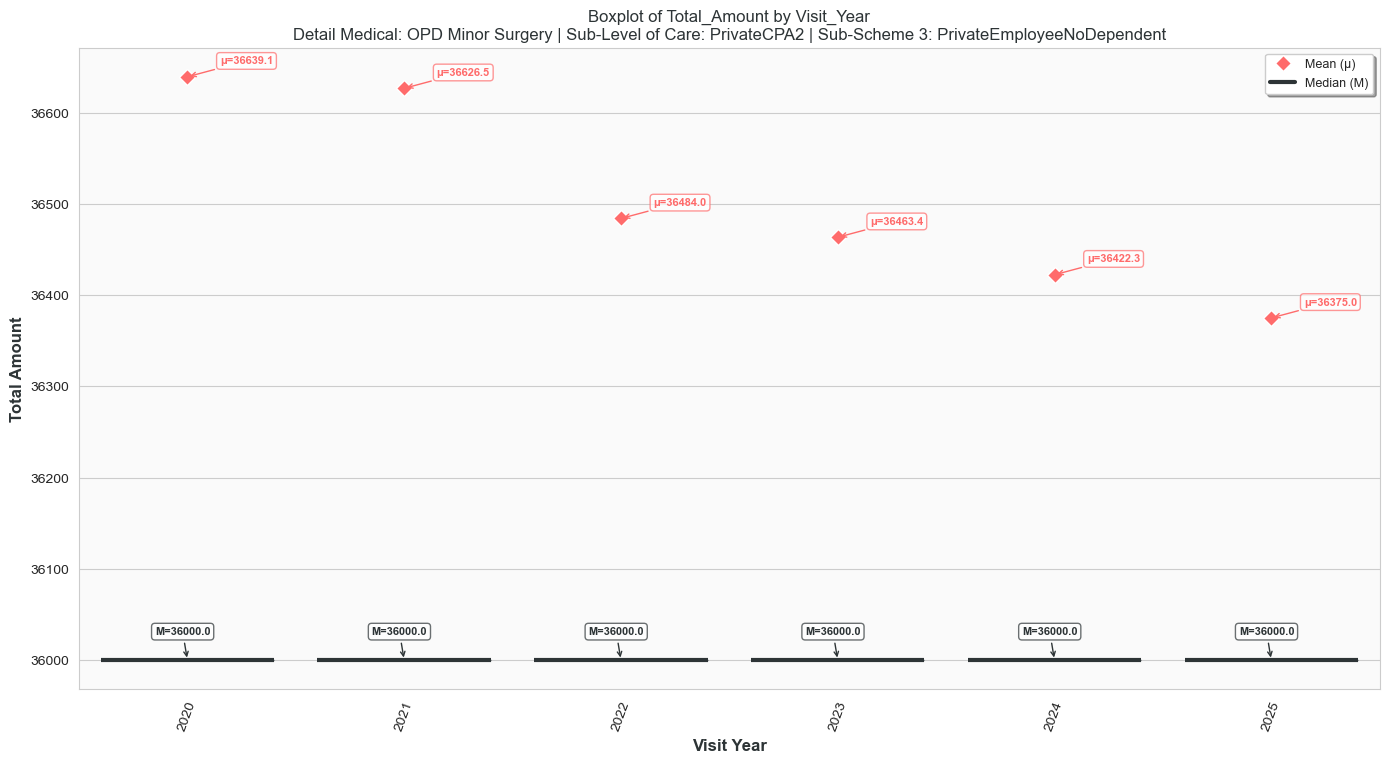 Boxplot of Total_Amount by Visit_Year
Detail Medical: OPD Minor Surgery | Sub-Level of Care: PrivateCPA2 | Sub-Scheme 3: PrivateEmployeeNoDependent
Mean (μ)
Median (M)
Total Amount
36600
36500
36400
36300
36200
36100
36000
μ=36639.1
μ=36626.5
μ=36484.0
μ=36463.4
μ=36422.3
μ=36375.0
M=36000.0
M=36000.0
M=36000.0
M=36000.0
M=36000.0
M=36000.0
2020
2021
2022
2023
2024
2025
Visit Year